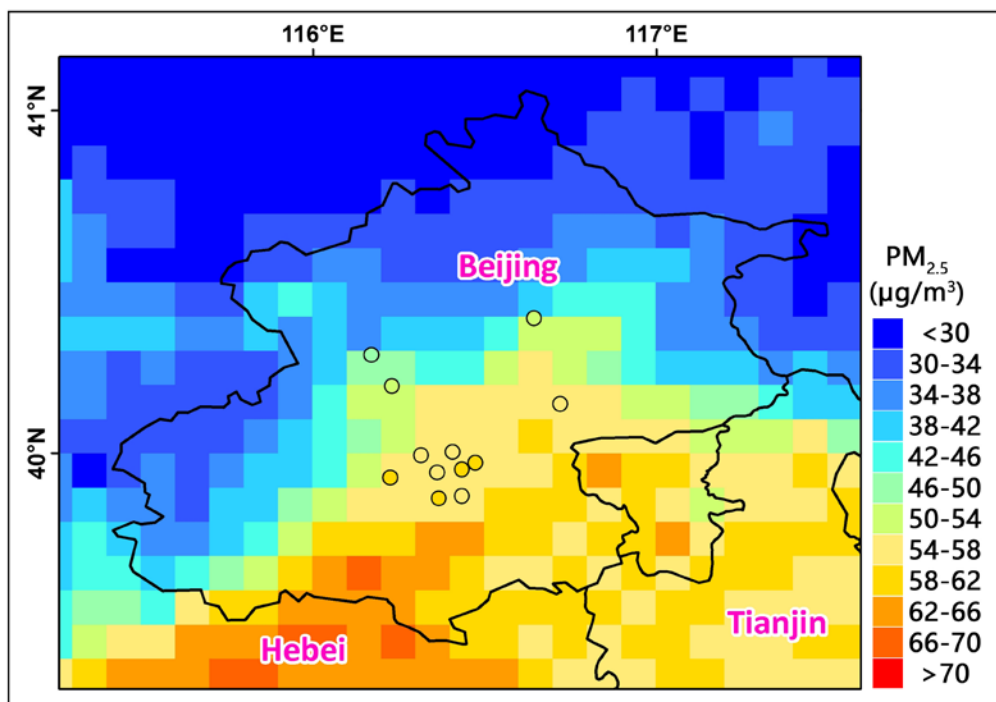 116°E
117°E
41°N
40°N
Beijing
Hebei
Tianjin
PM2.5
(μg/m³)
<30
30-34
34-38
38-42
42-46
46-50
50-54
54-58
58-62
62-66
66-70
>70